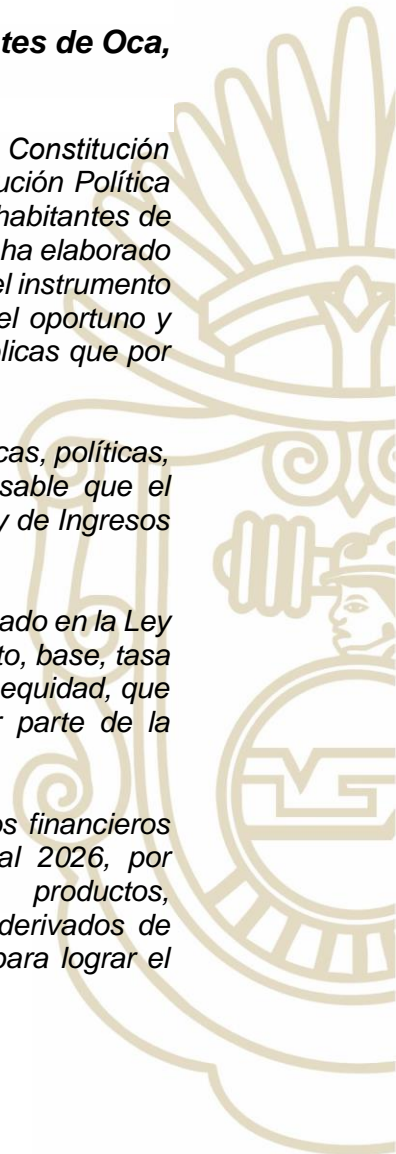 tes de Oca,
Constitución
ución Política
habitantes de
ha elaborado
el instrumento
el oportuno y
licas que por
cas, políticas,
sable que el
y de Ingresos
ado en la Ley
to, base, tasa
equidad, que
r parte de la
os financieros
al 2026, por
productos,
derivados de
para lograr el